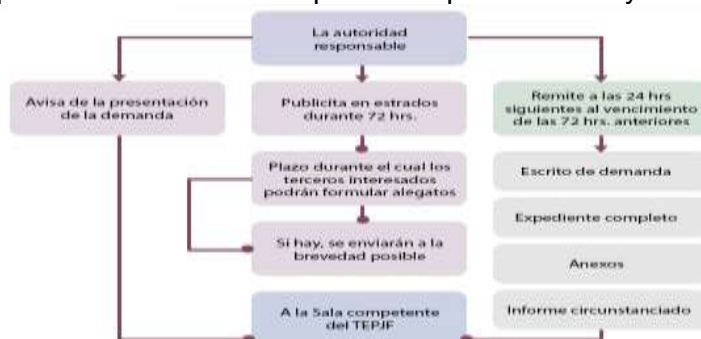 La autoridad
responsable
Avisa de la presentación
de la demanda
Publicita en estrados
durante 72 hrs.
Remite a las 24 hrs
siguientes al vencimiento
de las 72 hrs. anteriores
Plazo durante el cual los
terceros interesados
podrán formular alegatos
Escrito de demanda
Expediente completo
Si hay, se enviarán a la
brevedad posible
Anexos
A la Sala competente
del TEPJF
Informe circunstanciado